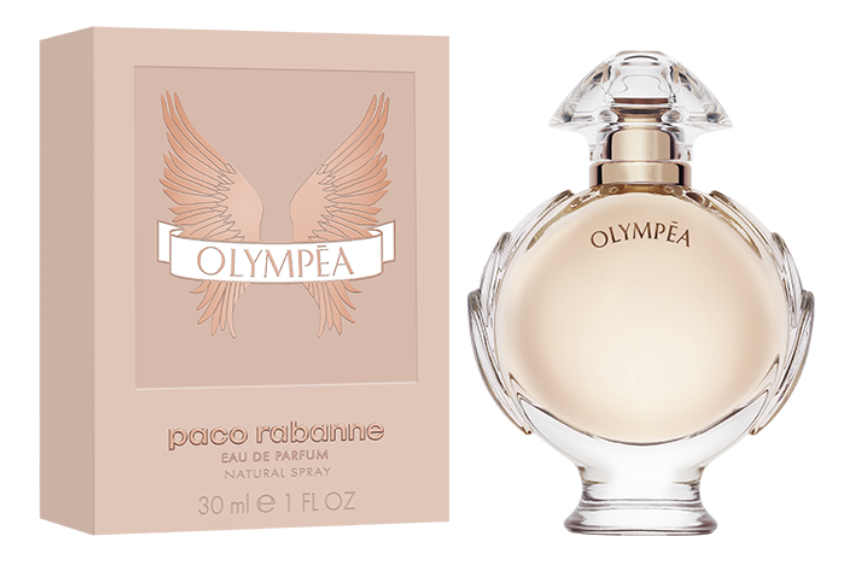 OLYMPĒA
paco rabanne
EAU DE PARFUM
NATURAL SPRAY
30 ml e 1 FL OZ
OLYMPĒA